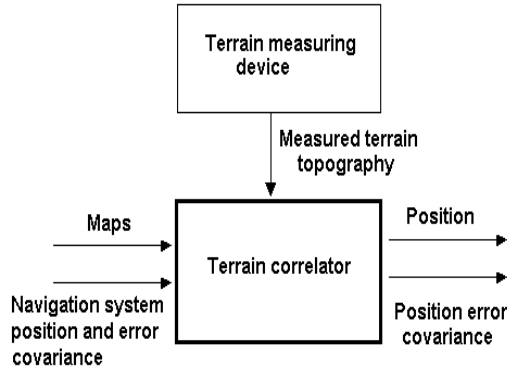 Terrain measuring
device
Measured terrain
topography
Maps
Terrain correlator
Position
Navigation system
position and error
covariance
Position error
covariance